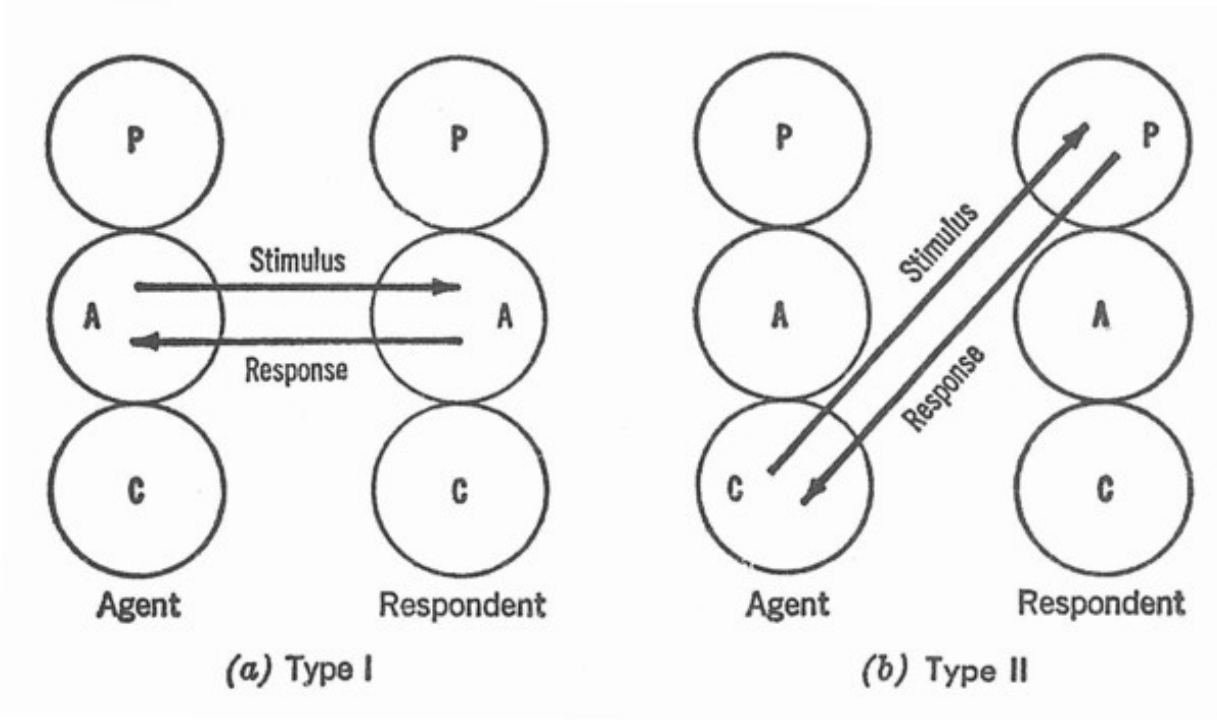 P
P
Stimulus
A
A
Response
C
C
Agent
Respondent
(a) Type I
P
P
Stimulus
A
A
Response
C
C
Agent
Respondent
(b) Type II